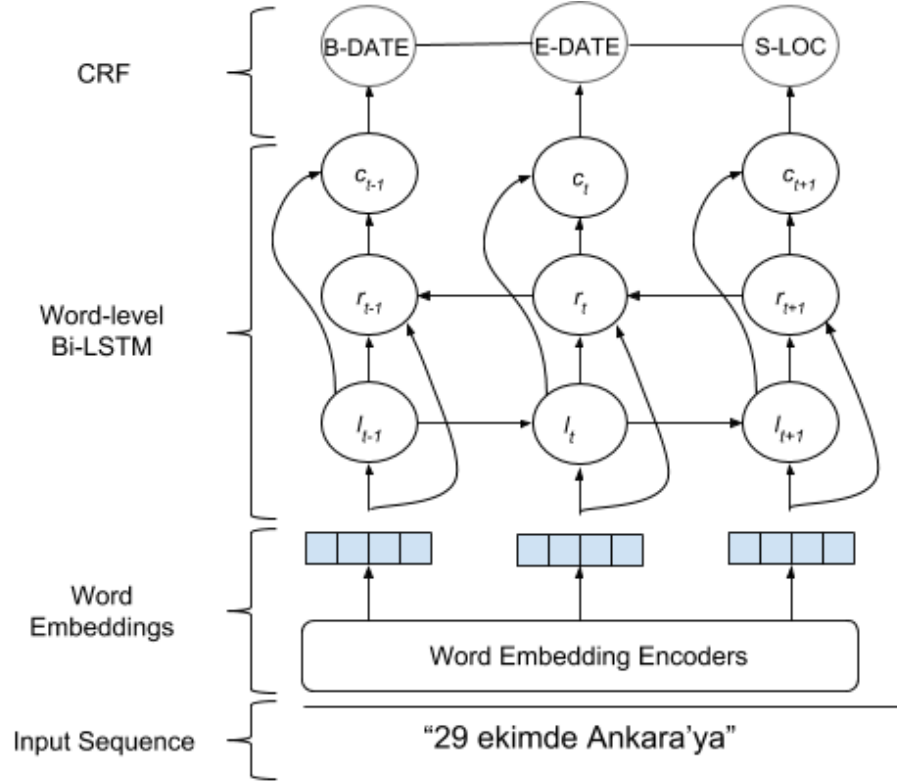 CRF
B-DATE E-DATE S-LOC
c_{t-1} c_t c_{t+1}
Word-level
Bi-LSTM
r_{t-1} r_t r_{t+1}
l_{t-1} l_t l_{t+1}
Word
Embeddings
Word Embedding Encoders
Input Sequence
“29 ekimde Ankara’ya”